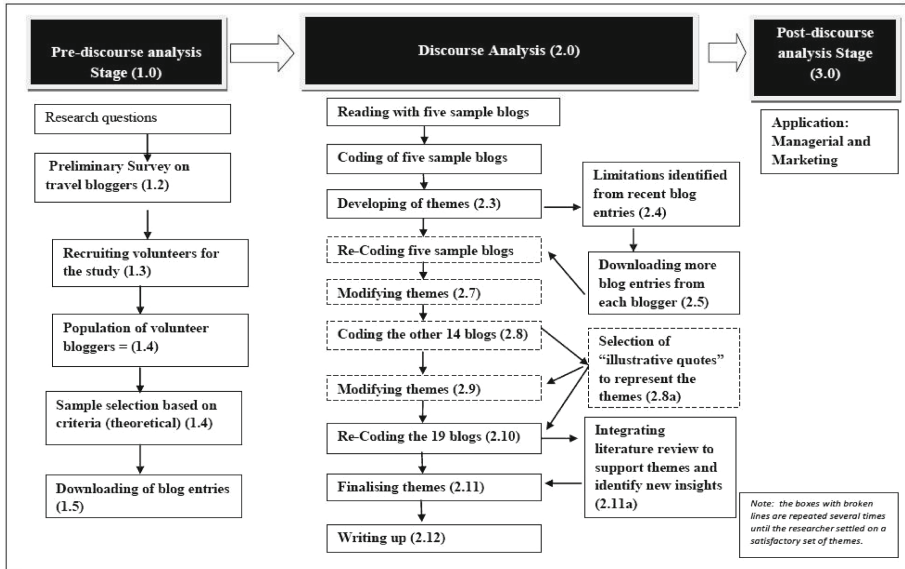 Pre-discourse analysis
Stage (1.0)
Discourse Analysis (2.0)
Post-discourse
analysis Stage
(3.0)
Research questions
Preliminary Survey on
travel bloggers (1.2)
Recruiting volunteers for
the study (1.3)
Population of volunteer
bloggers = (1.4)
Sample selection based on
criteria (theoretical) (1.4)
Downloading of blog entries
(1.5)
Reading with five sample blogs
Coding of five sample blogs
Developing of themes (2.3)
Re-Coding five sample blogs
Modifying themes (2.7)
Coding the other 14 blogs (2.8)
Modifying themes (2.9)
Re-Coding the 19 blogs (2.10)
Finalising themes (2.11)
Writing up (2.12)
Limitations identified
from recent blog
entries (2.4)
Downloading more
blog entries from
each blogger (2.5)
Selection of
“illustrative quotes”
to represent the
themes (2.8a)
Integrating
literature review to
support themes and
identify new insights
(2.11a)
Application:
Managerial and
Marketing
Note: the boxes with broken
lines are repeated several times
until the researcher settled on a
satisfactory set of themes.